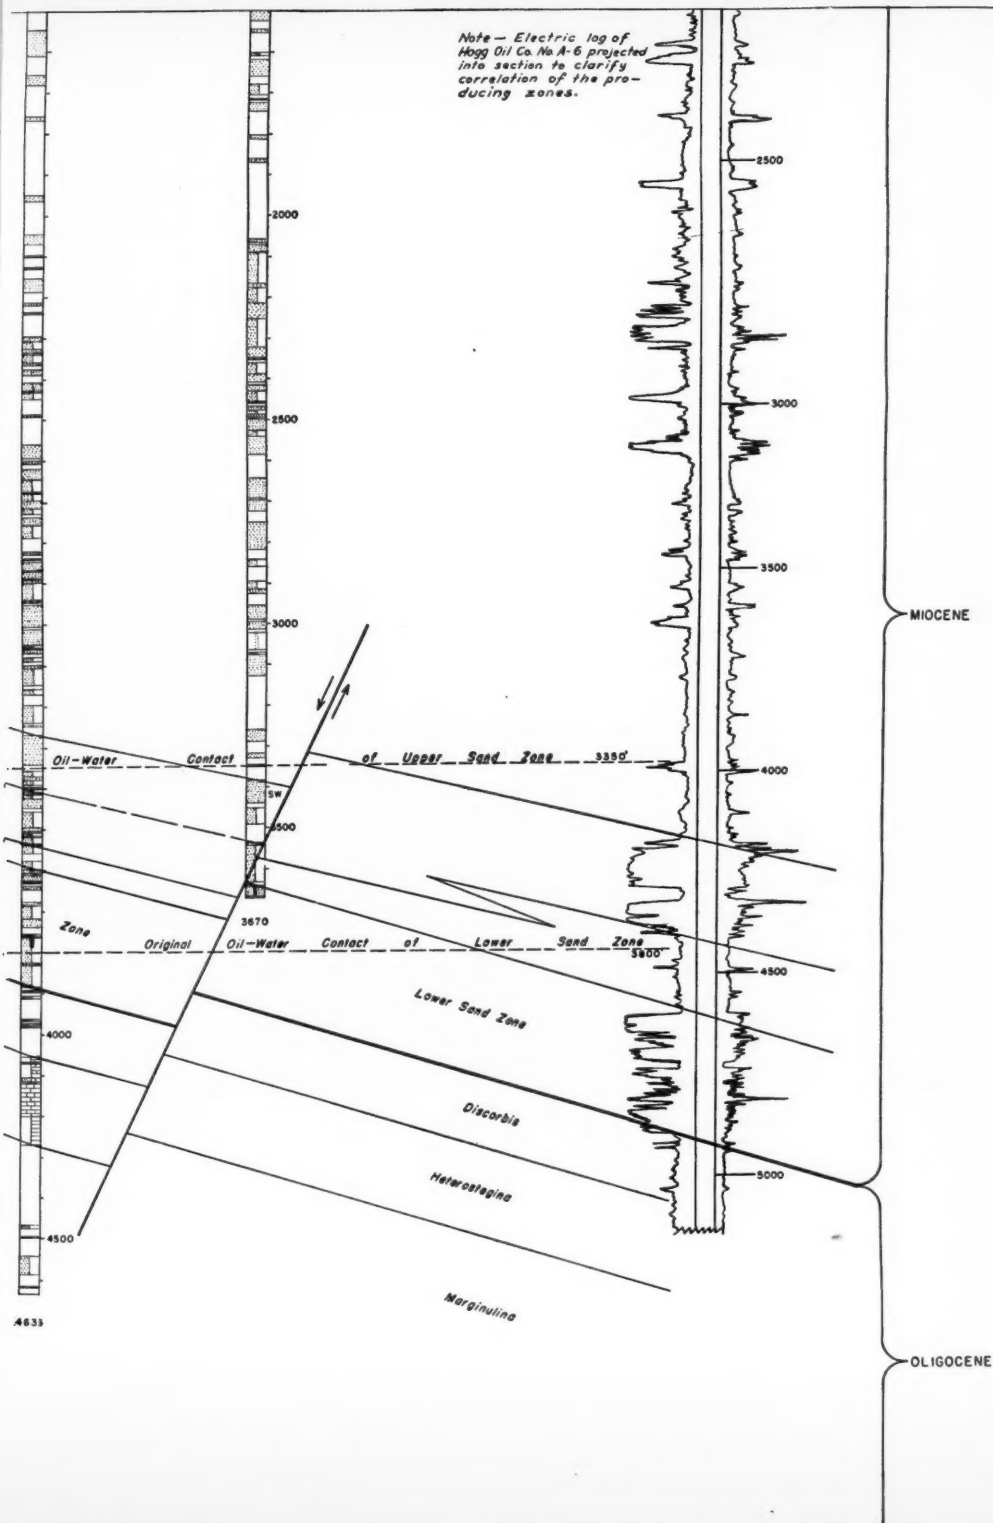 Note — Electric log of
Hogg Oil Co. No. A-6 projected
into section to clarify
correlation of the pro-
ducing zones.
2500
2000
3000
2500
3500
3000
MIOCENE
Oil-Water Contact of Upper Sand Zone 3350'
4000
SW
3500
3670
Zone
Original Oil-Water Contact of Lower Sand Zone
3800'
4500
Lower Sand Zone
4000
Discorbis
5000
Heterostegina
4500
Marginulina
4633
OLIGOCENE